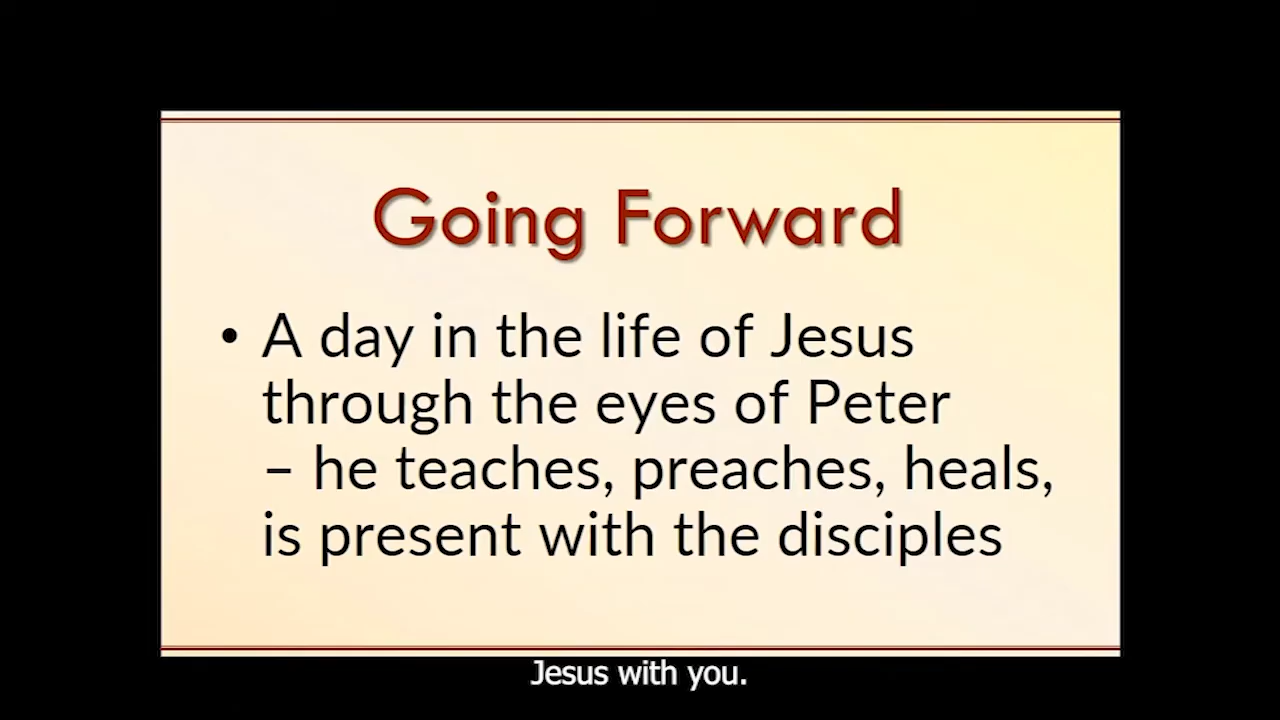 Going Forward
• A day in the life of Jesus
through the eyes of Peter
– he teaches, preaches, heals,
is present with the disciples
Jesus with you.